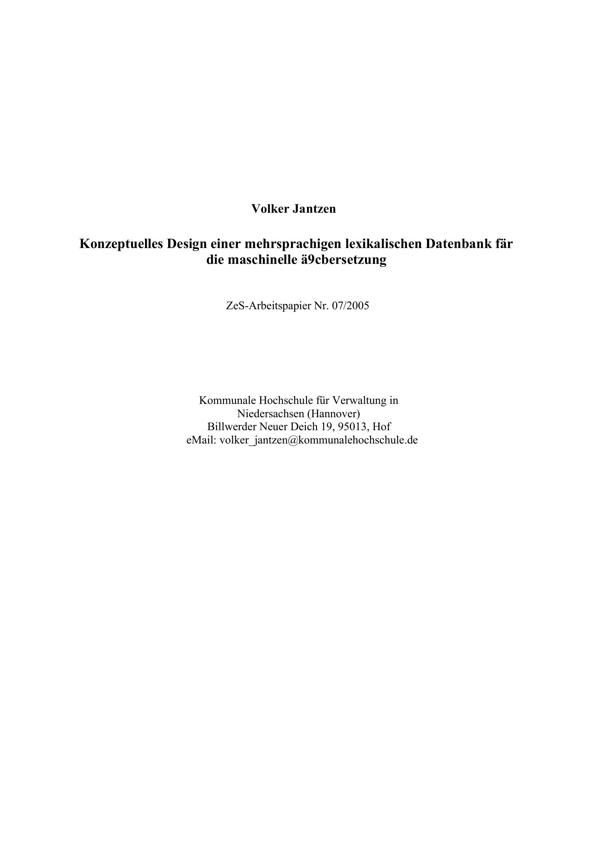 Volker Jantzen
Konzeptuelles Design einer mehrsprachigen lexikalischen Datenbank fär
die maschinelle ä9cbersetzung
ZeS-Arbeitspapier Nr. 07/2005
Kommunale Hochschule für Verwaltung in
Niedersachsen (Hannover)
Billwerder Neuer Deich 19, 95013, Hof
eMail: volker_jantzen@kommunalehochschule.de